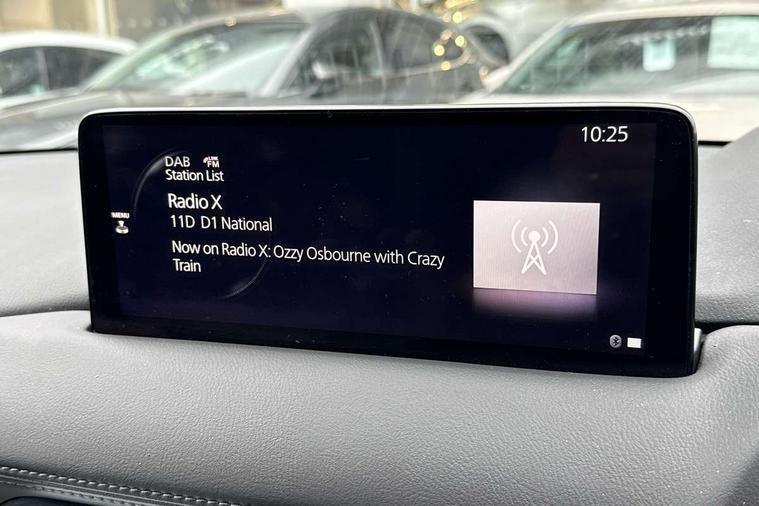 10:25
DAB LINK FM
Station List
MENU
Radio X
11D D1 National
Now on Radio X: Ozzy Osbourne with Crazy
Train